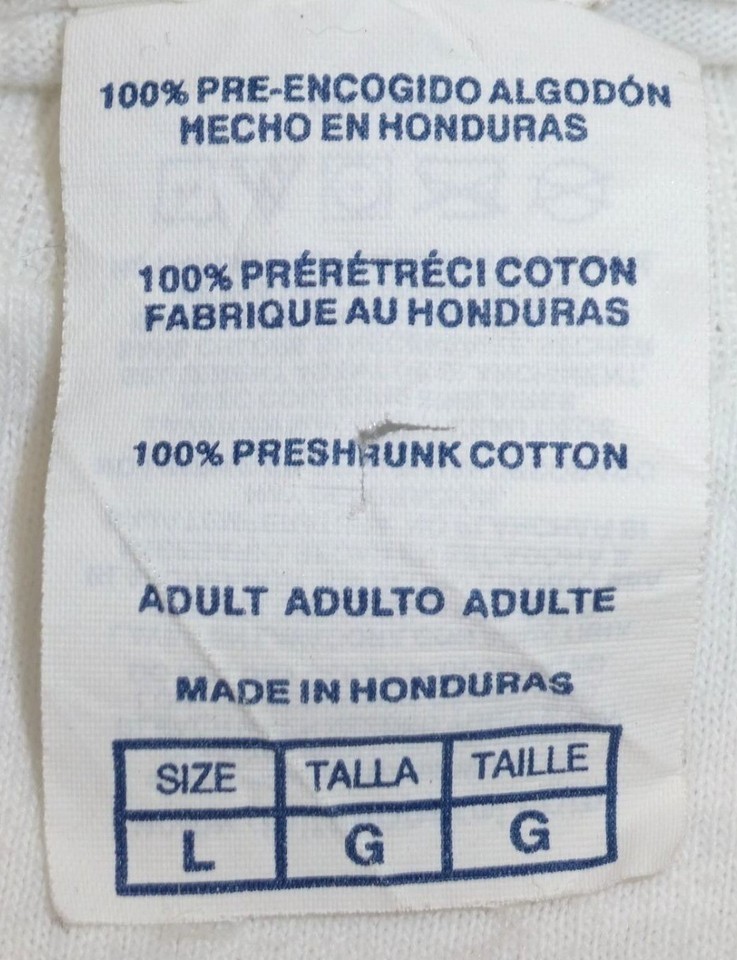 100% PRE-ENCOGIDO ALGODÓN
HECHO EN HONDURAS
100% PRÉRÉTRÉCI COTON
FABRIQUE AU HONDURAS
100% PRESHRUNK COTTON
ADULT ADULTO ADULTE
MADE IN HONDURAS
SIZE TALLA TAILLE
L G G